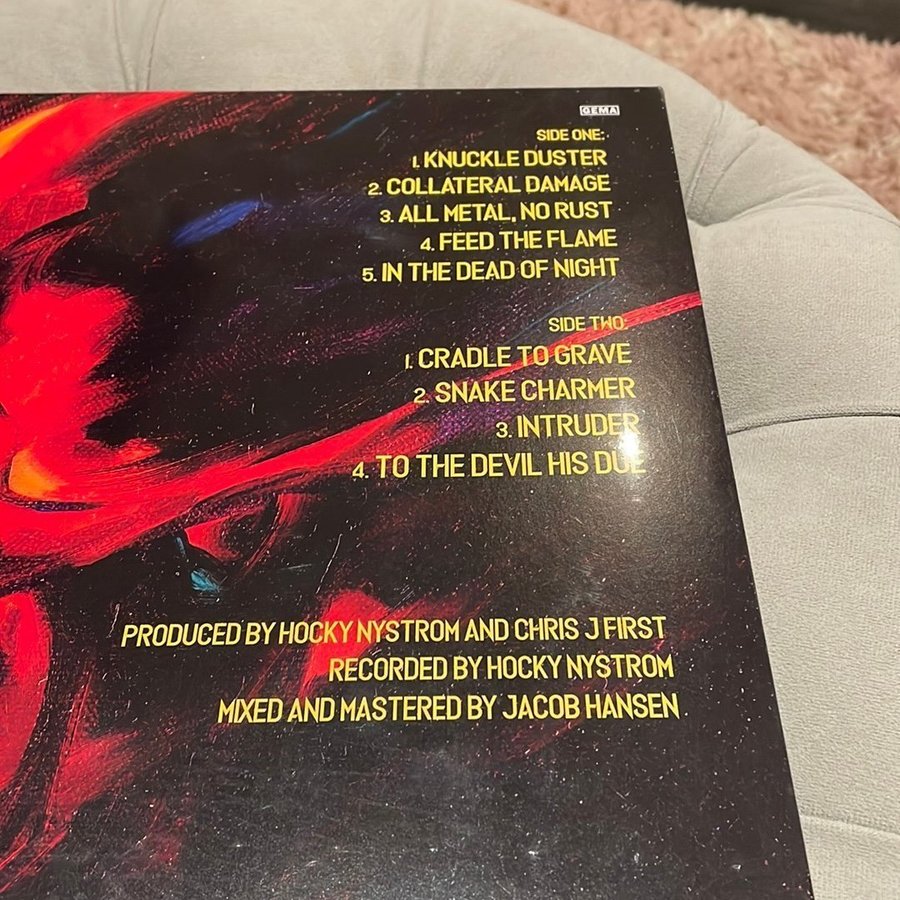 GEMA
SIDE ONE:
1. KNUCKLE DUSTER
2. COLLATERAL DAMAGE
3. ALL METAL, NO RUST
4. FEED THE FLAME
5. IN THE DEAD OF NIGHT
SIDE TWO:
1. CRADLE TO GRAVE
2. SNAKE CHARMER
3. INTRUDER
4. TO THE DEVIL HIS DUE
PRODUCED BY HOCKY NYSTROM AND CHRIS J FIRST
RECORDED BY HOCKY NYSTROM
MIXED AND MASTERED BY JACOB HANSEN